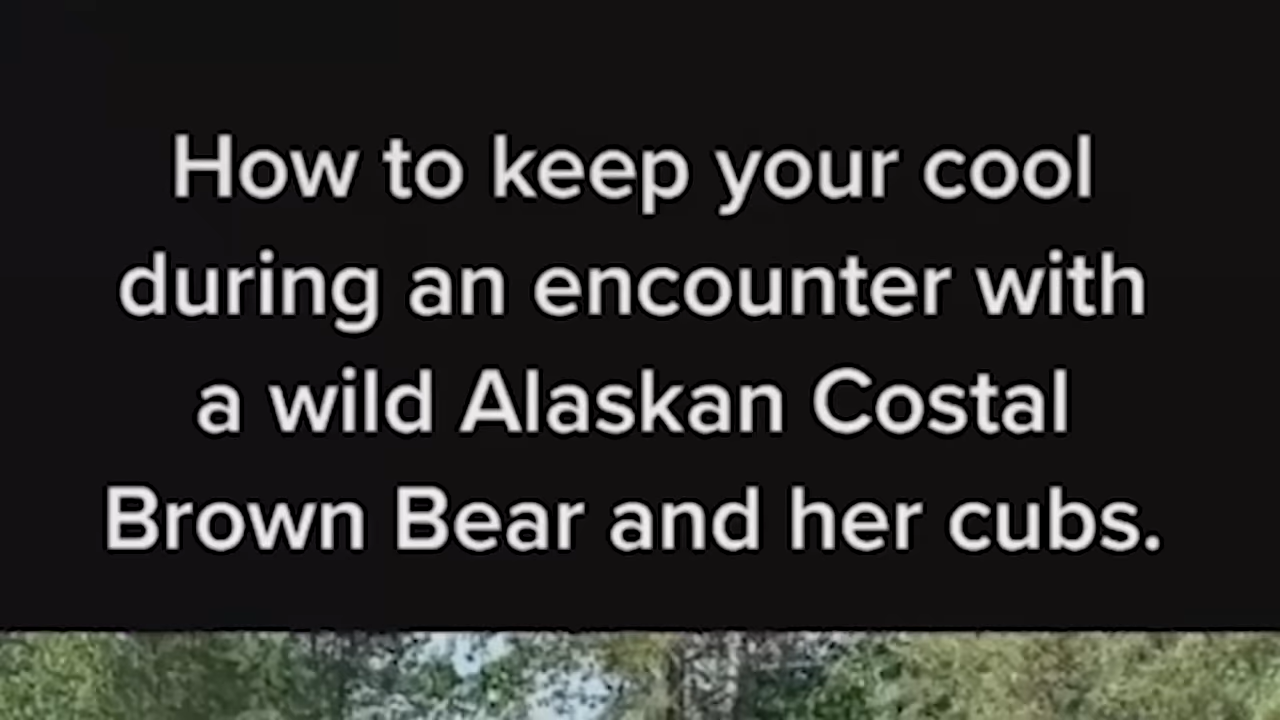 How to keep your cool
during an encounter with
a wild Alaskan Costal
Brown Bear and her cubs.